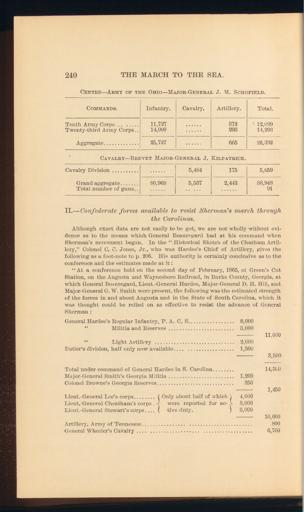 240 THE MARCH TO THE SEA.
CENTER—ARMY OF THE OHIO—MAJOR-GENERAL J. M. SCHOFIELD.
COMMANDS. Infantry. Cavalry. Artillery. Total.
Tenth Army Corps........ 11,727 ...... 372 12,099
Twenty-third Army Corps.. 14,000 ...... 293 14,293
Aggregate............. 25,727 ...... 665 26,392
CAVALRY—BREVET MAJOR-GENERAL J. KILPATRICK.
Cavalry Division .......... ...... 5,484 175 5,659
Grand aggregate....... 80,968 5,537 2,443 88,948
Total number of guns.. 91
II.—Confederate forces available to resist Sherman's march through
the Carolinas.
Although exact data are not easily to be got, we are not wholly without evi-
dence as to the means which General Beauregard had at his command when
Sherman's movement began. In the "Historical Sketch of the Chatham Artil-
lery," Colonel C. C. Jones, Jr., who was Hardee's Chief of Artillery, gives the
following as a foot-note to p. 206. His authority is certainly as conclusive as to the
conference and the estimates made at it:
"At a conference held on the second day of February, 1865, at Green's Cut
Station, on the Augusta and Waynesboro Railroad, in Burke County, Georgia, at
which General Beauregard, Lieut.-General Hardee, Major-General D. H. Hill, and
Major-General G. W. Smith were present, the following was the estimated strength
of the forces in and about Augusta and in the State of South Carolina, which it
was thought could be relied on as effective to resist the advance of General
Sherman:
General Hardee's Regular Infantry, P. A. C. S............... 8,000
" Militia and Reserves .................. 3,000
11,000
" Light Artillery .................. 2,000
Butler's division, half only now available............ 1,500
3,500
Total under command of General Hardee in S. Carolina........ 14,500
Major-General Smith's Georgia Militia................ 1,200
Colonel Browne's Georgia Reserves................ 250
1,450
Lieut.-General Lee's corps........ (Only about half of which) 4,000
Lieut.-General Cheatham's corps.. were reported for ac- 3,000
Lieut.-General Stewart's corps.... tive duty. 3,000
10,000
Artillery, Army of Tennessee.................. 800
General Wheeler's Cavalry .................. 6,700